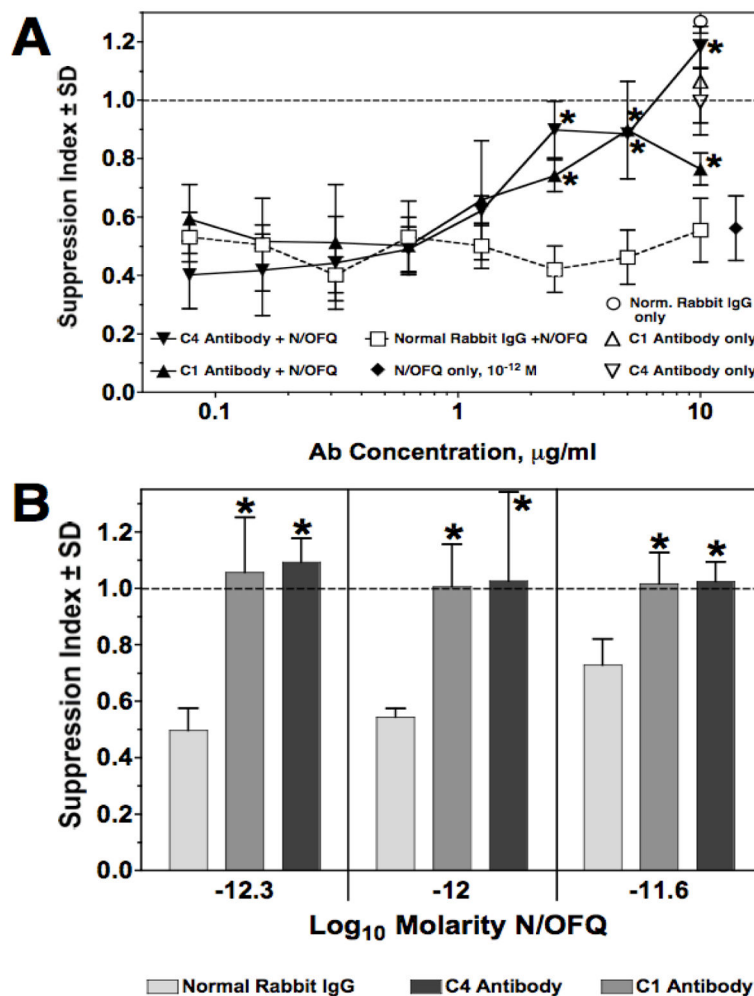 A
Suppression Index ± SD
1.2
1.0
0.8
0.6
0.4
0.2
0.0
*
*
*
*
*
*
Norm. Rabbit IgG
only
C4 Antibody + N/OFQ
Normal Rabbit IgG +N/OFQ
C1 Antibody only
C1 Antibody + N/OFQ
N/OFQ only, 10⁻¹² M
C4 Antibody only
0.1
1
10
Ab Concentration, μg/ml
B
Suppression Index ± SD
1.2
1.0
0.8
0.6
0.4
0.2
0.0
*
*
*
*
*
*
-12.3
-12
-11.6
Log₁₀ Molarity N/OFQ
Normal Rabbit IgG
C4 Antibody
C1 Antibody